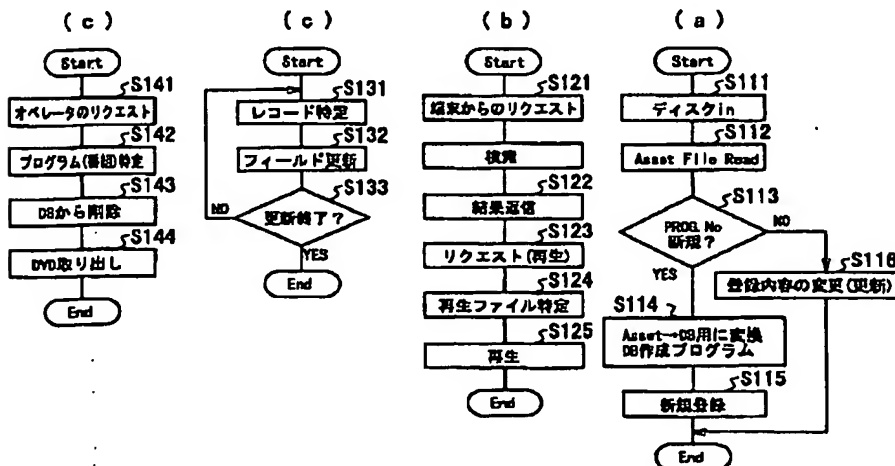 (c)
Start
S141
オペレータのリクエスト
S142
プログラム(番組)特定
S143
DBから削除
S144
DVD取り出し
End
(c)
Start
S131
レコード特定
S132
フィールド更新
S133
更新終了?
NO
YES
End
(b)
Start
S121
端末からのリクエスト
検索
S122
結果返信
S123
リクエスト(再生)
S124
再生ファイル特定
S125
再生
End
(a)
Start
S111
ディスクin
S112
Asset File Read
S113
PROG.No
NO
YES
S116
登録内容の変更(更新)
S114
Asset→DB用に変換
DB作成プログラム
S115
新規登録
End